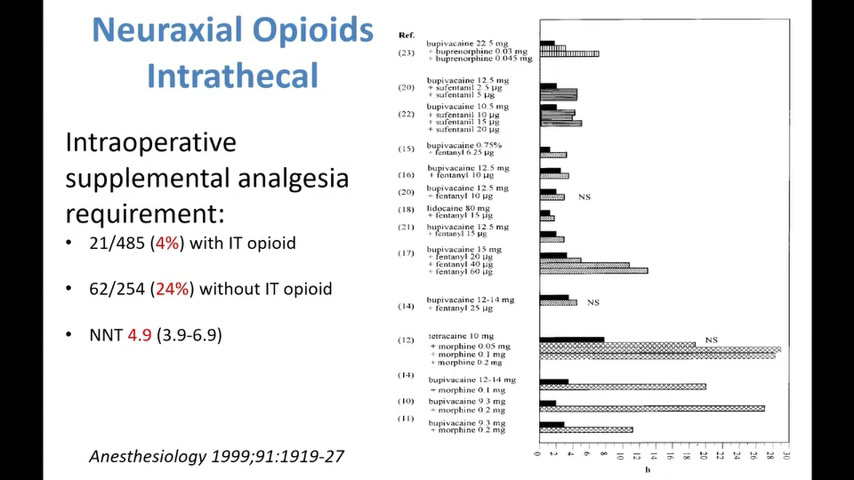 Neuraxial Opioids
Intrathecal
Intraoperative
supplemental analgesia
requirement:
• 21/485 (4%) with IT opioid
• 62/254 (24%) without IT opioid
• NNT 4.9 (3.9-6.9)
Anesthesiology 1999;91:1919-27
Ref.
bupivacaine 22.5 mg
(23) + buprenorphine 0.03 mg
+ buprenorphine 0.045 mg
bupivacaine 12.5 mg
(20) + sufentanil 2.5 µg
+ sufentanil 5 µg
bupivacaine 10.5 mg
(22) + sufentanil 10 µg
+ sufentanil 15 µg
+ sufentanil 20 µg
(15) bupivacaine 0.75%
+ fentanyl 6.25 µg
(16) bupivacaine 12.5 mg
+ fentanyl 10 µg
(20) bupivacaine 12.5 mg
+ fentanyl 10 µg NS
(18) lidocaine 80 mg
+ fentanyl 15 µg
(21) bupivacaine 12.5 mg
+ fentanyl 15 µg
(17) bupivacaine 15 mg
+ fentanyl 20 µg
+ fentanyl 40 µg
+ fentanyl 60 µg
(14) bupivacaine 12-14 mg
+ fentanyl 25 µg NS
(12) tetracaine 10 mg NS
+ morphine 0.05 mg
+ morphine 0.1 mg
+ morphine 0.2 mg
(14) bupivacaine 12-14 mg
+ morphine 0.1 mg
(10) bupivacaine 9.3 mg
+ morphine 0.2 mg
(11) bupivacaine 9.3 mg
+ morphine 0.2 mg
0 2 4 6 8 10 12 14 16 18 20 22 24 26 28 30
h